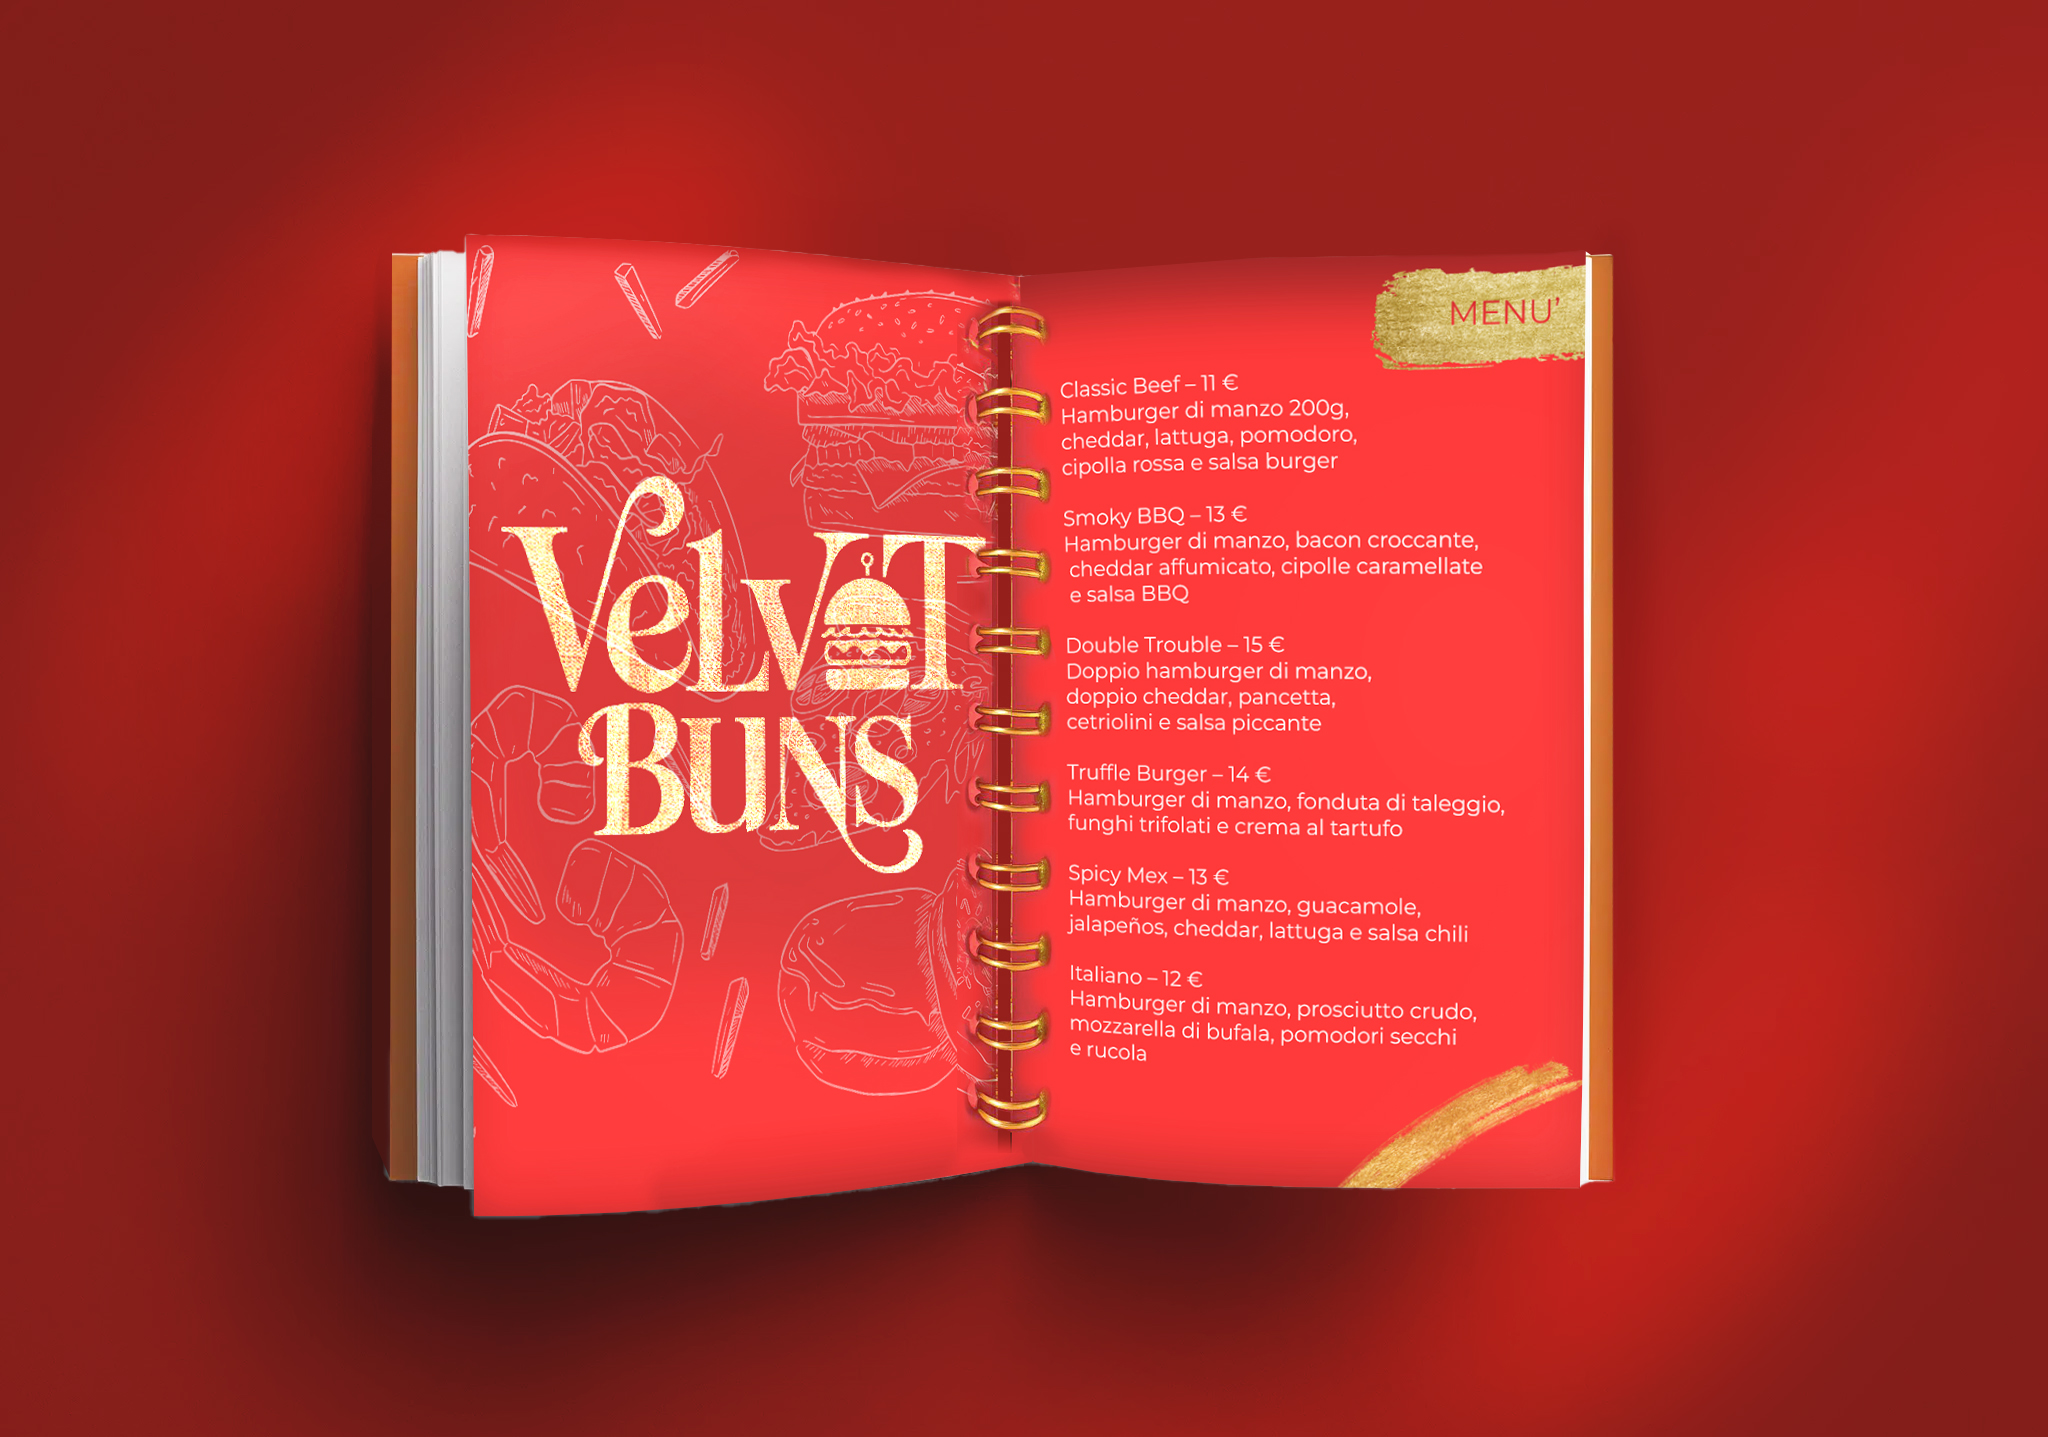 VELVET
BUNS
MENU’
Classic Beef – 11 €
Hamburger di manzo 200g,
cheddar, lattuga, pomodoro,
cipolla rossa e salsa burger
Smoky BBQ – 13 €
Hamburger di manzo, bacon croccante,
cheddar affumicato, cipolle caramellate
e salsa BBQ
Double Trouble – 15 €
Doppio hamburger di manzo,
doppio cheddar, pancetta,
cetriolini e salsa piccante
Truffle Burger – 14 €
Hamburger di manzo, fonduta di taleggio,
funghi trifolati e crema al tartufo
Spicy Mex – 13 €
Hamburger di manzo, guacamole,
jalapeños, cheddar, lattuga e salsa chili
Italiano – 12 €
Hamburger di manzo, prosciutto crudo,
mozzarella di bufala, pomodori secchi
e rucola